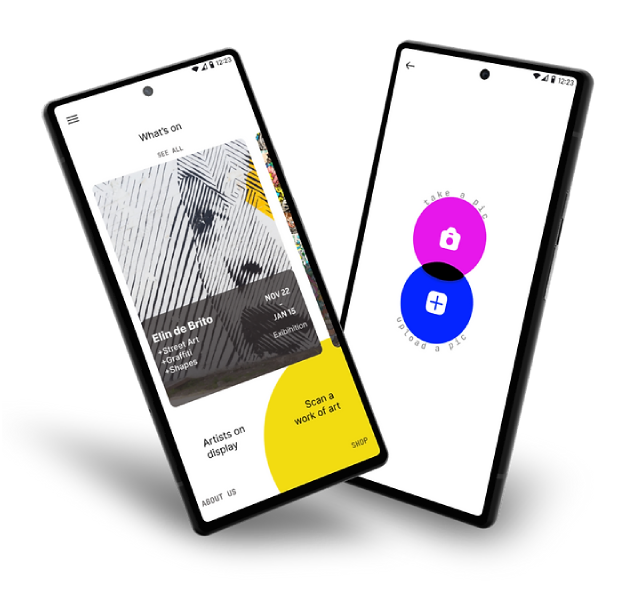 12:23
What's on
SEE ALL
Elin de Brito
+Street Art
+Graffiti
+Shapes
NOV 22
-
JAN 15
Exibihition
Artists on
display
Scan a
work of art
ABOUT US
SHOP
12:23
take a pic
upload a pic